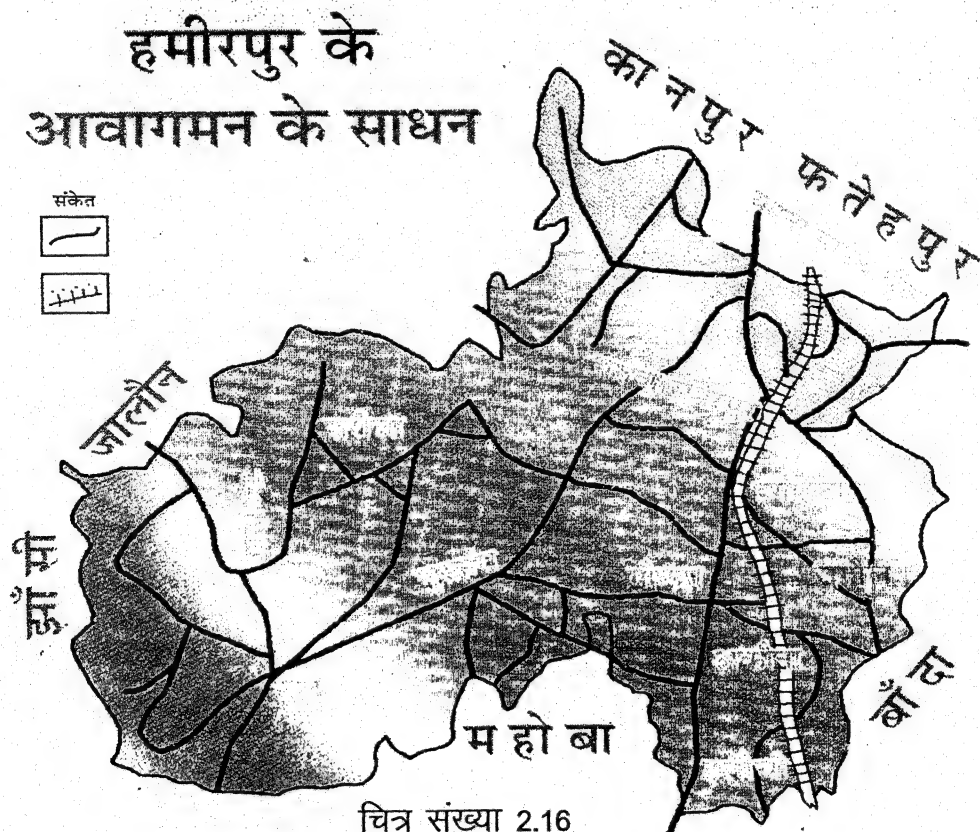 हमीरपुर के
आवागमन के साधन
संकेत
कानपुर
फतेहपुर
जालौन
झाँसी
महोबा
बाँदा
चित्र संख्या 2.16